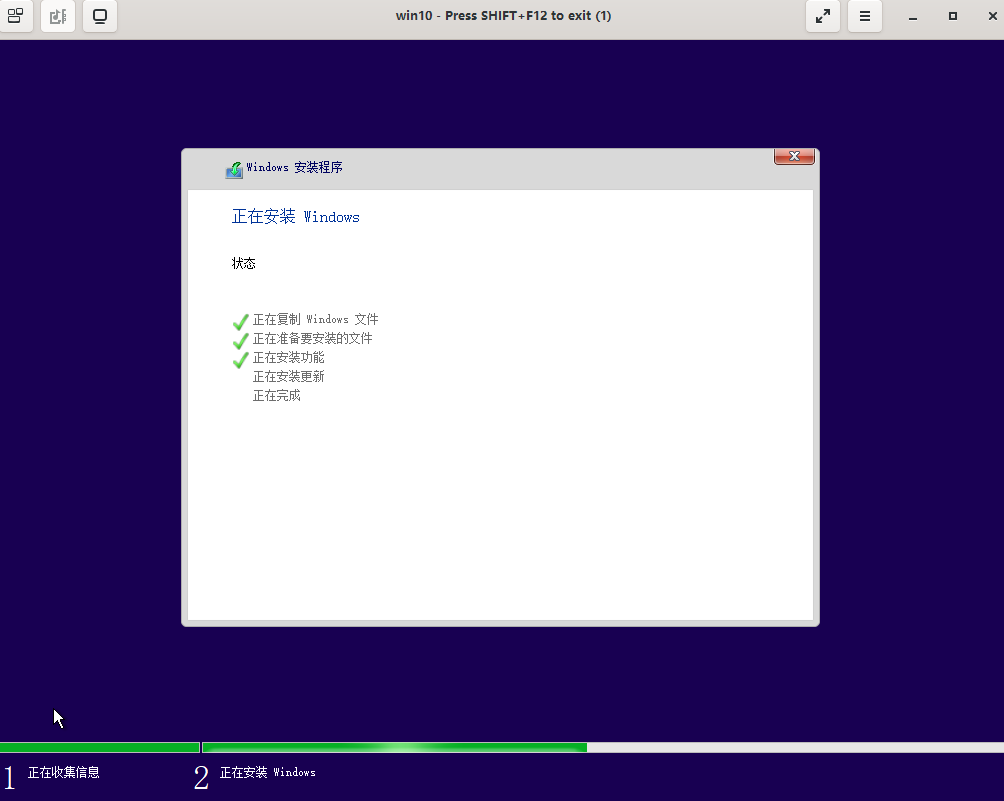 win10 - Press SHIFT+F12 to exit (1)
Windows 安装程序
正在安装 Windows
状态
正在复制 Windows 文件
正在准备要安装的文件
正在安装功能
正在安装更新
正在完成
1 正在收集信息 2 正在安装 Windows